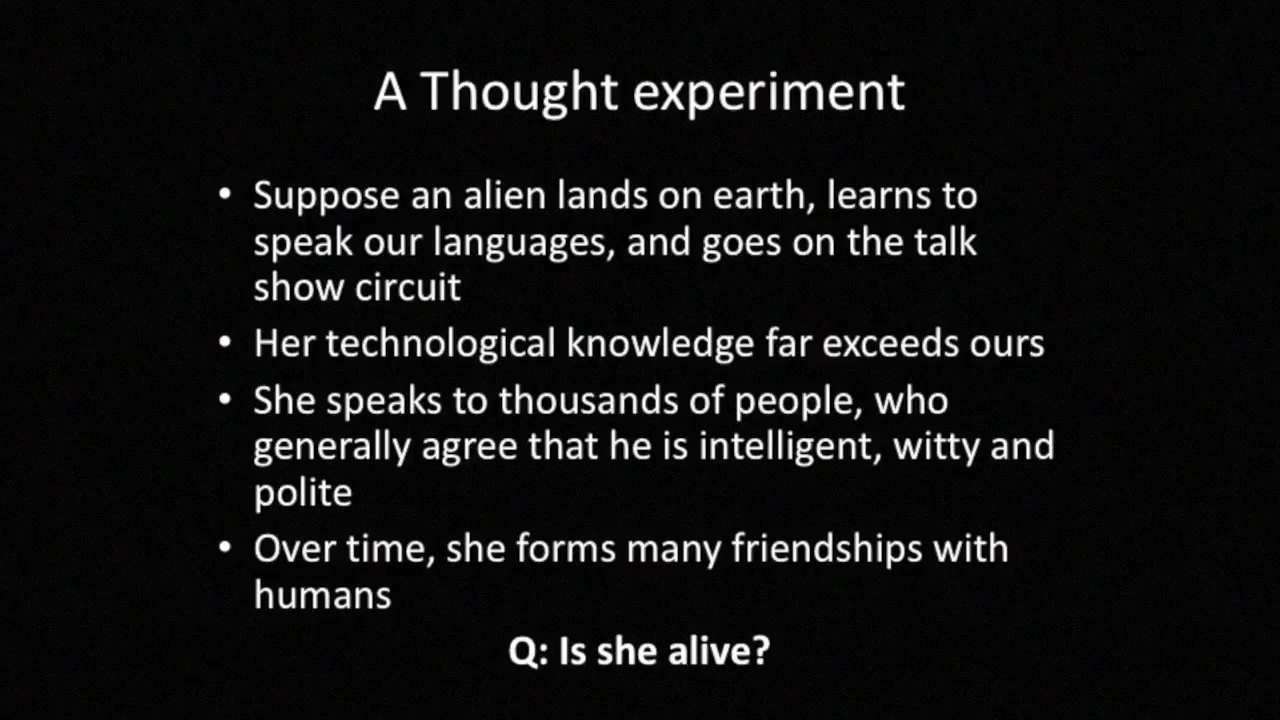 A Thought experiment
• Suppose an alien lands on earth, learns to
speak our languages, and goes on the talk
show circuit
• Her technological knowledge far exceeds ours
• She speaks to thousands of people, who
generally agree that he is intelligent, witty and
polite
• Over time, she forms many friendships with
humans
Q: Is she alive?